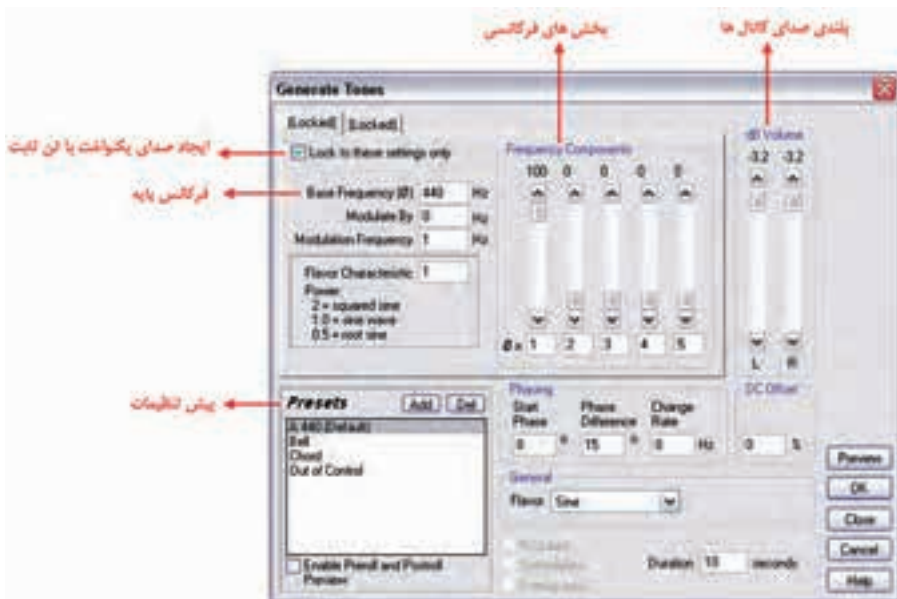 بخش های فرکانسی
بلندی صدای کانال ها
Generate Tones
(Locked) (Locked)
ایجاد صدای یکنواخت یا تن ثابت
Lock to these settings only
Frequency Components
dB Volume
100 0 0 0 0
-3.2 -3.2
فرکانس پایه
Base Frequency (Ø) 440 Hz
Modulate By 0 Hz
Modulation Frequency 1 Hz
Flavor Characteristic 1
Power:
2 = squared sine
1.0 = sine wave
0.5 = root sine
Ø × 1 2 3 4 5
L R
پیش تنظیمات
Presets Add Del
A 440 (Default)
Bell
Chord
Out of Control
Enable Preroll and Postroll
Preview
Phasing
Start Phase
Phase Difference
Change Rate
0 ° 15 ° 0 Hz
DC Offset
0 %
General
Flavor Sine
Duration 10 seconds
Preview
OK
Close
Cancel
Help